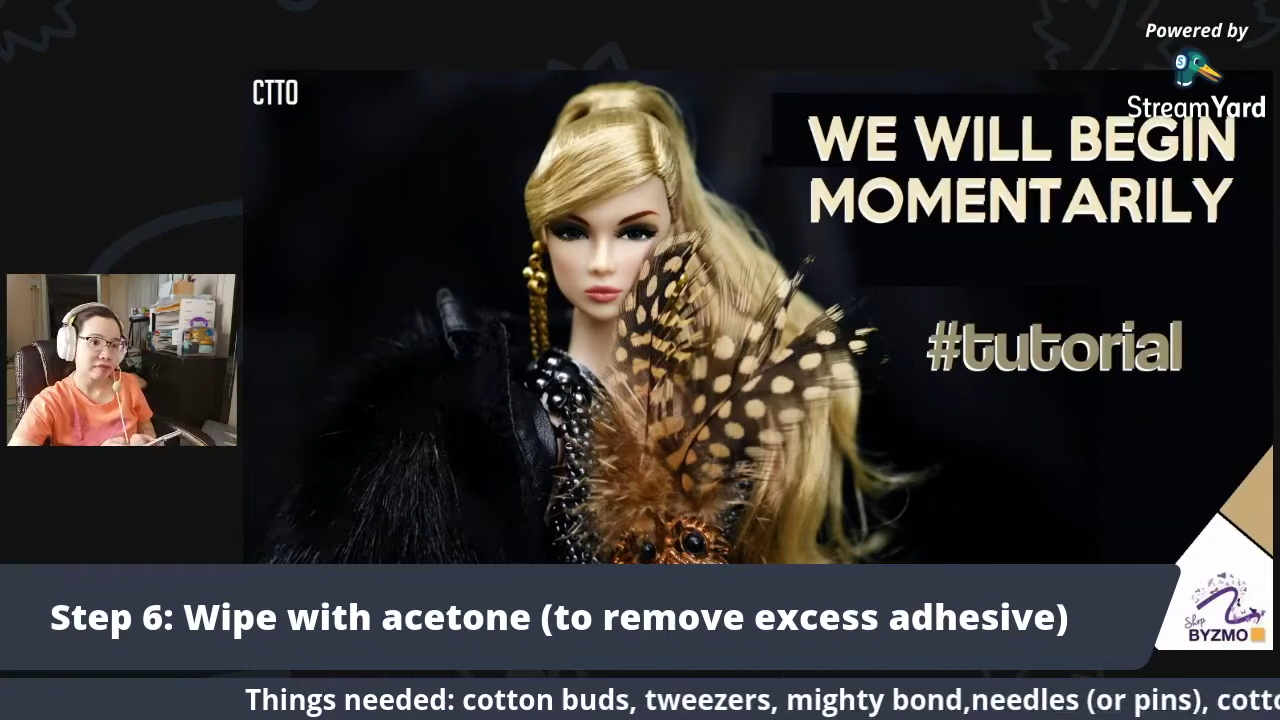 Powered by
StreamYard
CTTO
WE WILL BEGIN
MOMENTARILY
#tutorial
Step 6: Wipe with acetone (to remove excess adhesive)
Shop
BYZMO
Things needed: cotton buds, tweezers, mighty bond,needles (or pins),